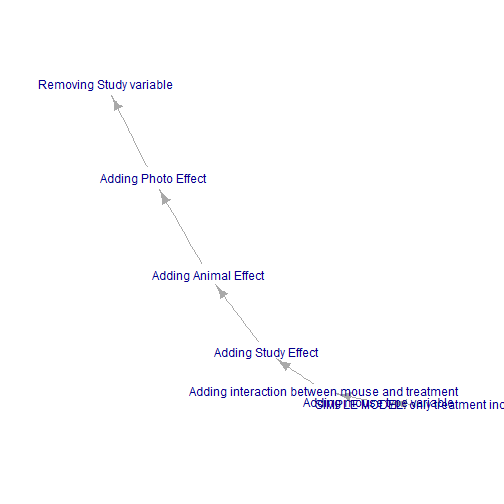 Removing Study variable
Adding Photo Effect
Adding Animal Effect
Adding Study Effect
Adding interaction between mouse and treatment
Adding mouse type variable
SIMPLE MODEL: only treatment inc